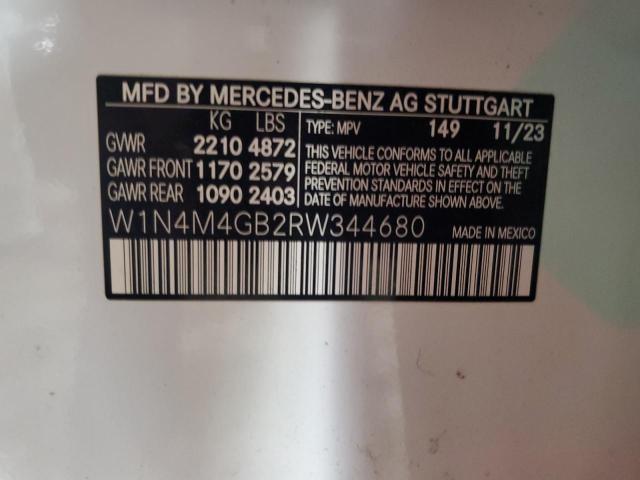 MFD BY MERCEDES-BENZ AG STUTTGART
KG LBS TYPE: MPV 149 11/23
GVWR 2210 4872
GAWR FRONT 1170 2579
GAWR REAR 1090 2403
THIS VEHICLE CONFORMS TO ALL APPLICABLE
FEDERAL MOTOR VEHICLE SAFETY AND THEFT
PREVENTION STANDARDS IN EFFECT ON THE
DATE OF MANUFACTURE SHOWN ABOVE.
W1N4M4GB2RW344680 MADE IN MEXICO